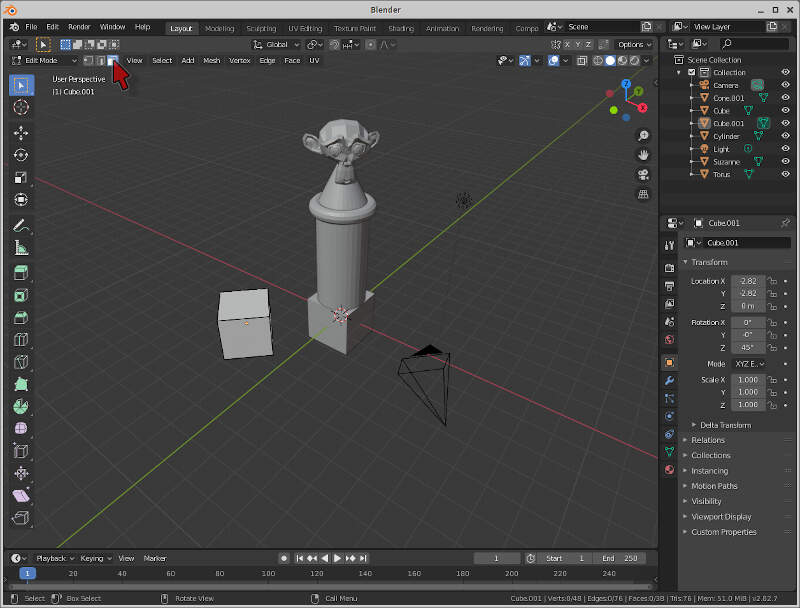 Blender
File Edit Render Window Help Layout Modeling Sculpting UV Editing Texture Paint Shading Animation Rendering Compo Scene View Layer
Global X Y Z Options
Edit Mode View Select Add Mesh Vertex Edge Face UV
User Perspective
(1) Cube.001
X
Y
Z
Scene Collection
Collection
Camera
Cone.001
Cube
Cube.001
Cylinder
Light
Suzanne
Torus
Cube.001
Cube.001
Transform
Location X -2.82
Y -2.82
Z 0 m
Rotation X 0°
Y -0°
Z 45°
Mode XYZ E..
Scale X 1.000
Y 1.000
Z 1.000
Delta Transform
Relations
Collections
Instancing
Motion Paths
Visibility
Viewport Display
Custom Properties
Playback Keying View Marker 1 Start 1 End 250
1 20 40 60 80 100 120 140 160 180 200 220 240
Select Box Select Rotate View Call Menu Cube.001 | Verts:0/48 | Edges:0/76 | Faces:0/38 | Tris:76 | Mem: 51.0 MiB | v2.82.7